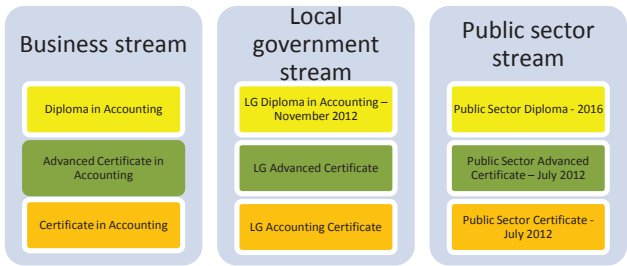 Business stream
Diploma in Accounting
Advanced Certificate in
Accounting
Certificate in Accounting
Local
government
stream
LG Diploma in Accounting –
November 2012
LG Advanced Certificate
LG Accounting Certificate
Public sector
stream
Public Sector Diploma - 2016
Public Sector Advanced
Certificate – July 2012
Public Sector Certificate -
July 2012